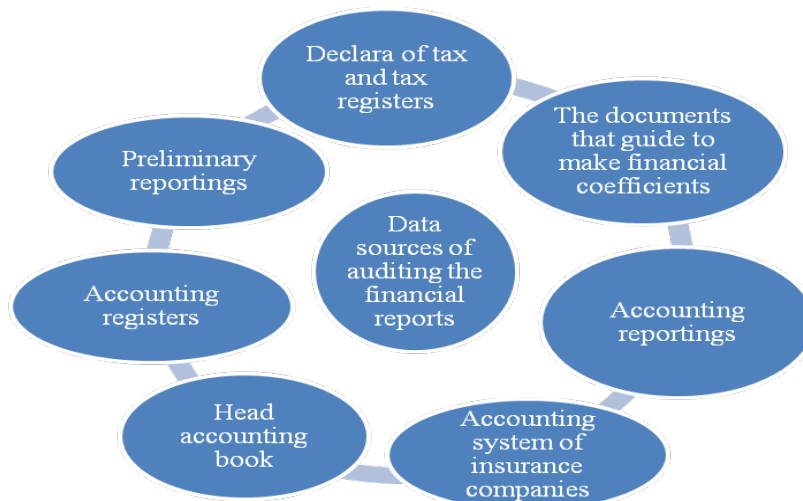 Declara of tax
and tax
registers
The documents
that guide to
make financial
coefficients
Accounting
reportings
Accounting
system of
insurance
companies
Head
accounting
book
Accounting
registers
Preliminary
reportings
Data
sources of
auditing the
financial
reports